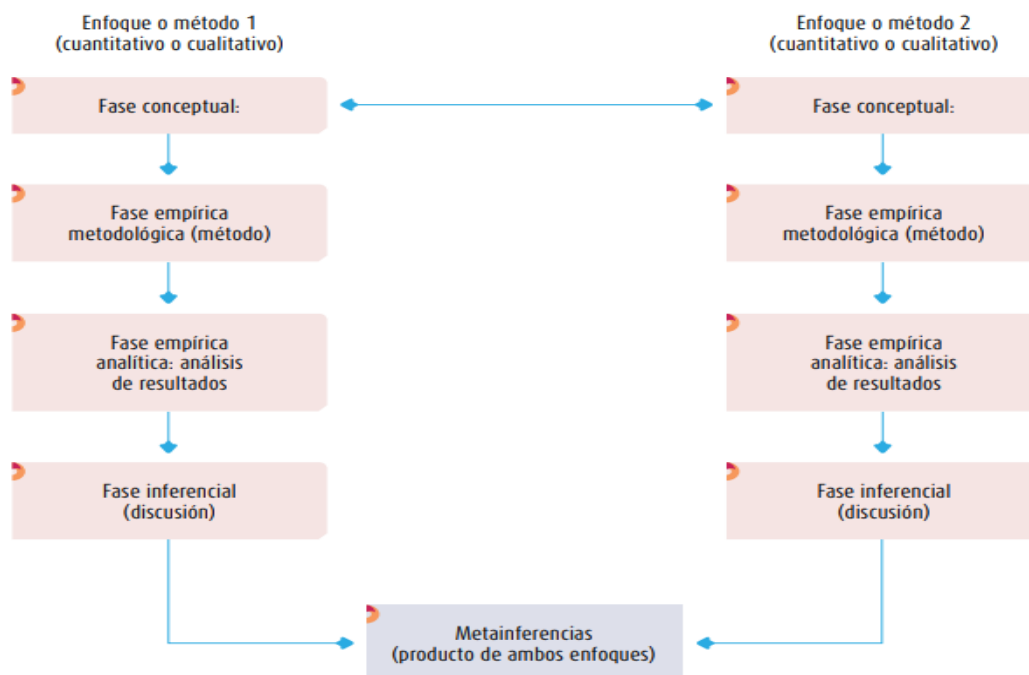 Enfoque o método 1
(cuantitativo o cualitativo)
Enfoque o método 2
(cuantitativo o cualitativo)
Fase conceptual:
Fase conceptual:
Fase empírica
metodológica (método)
Fase empírica
metodológica (método)
Fase empírica
analítica: análisis
de resultados
Fase empírica
analítica: análisis
de resultados
Fase inferencial
(discusión)
Fase inferencial
(discusión)
Metainferencias
(producto de ambos enfoques)